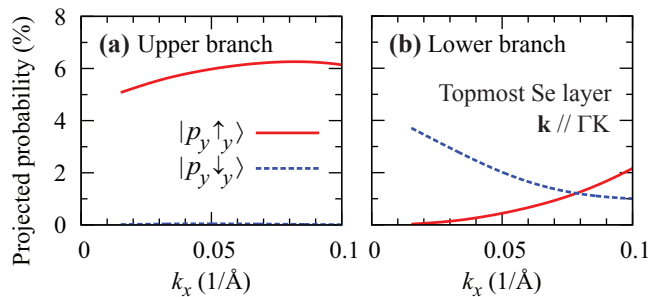 (a) Upper branch
(b) Lower branch
Topmost Se layer
k // ΓK
|p_y↑_y⟩
|p_y↓_y⟩
Projected probability (%)
8
6
4
2
0
0
0.05
0.1
k_x (1/Å)
0
0.05
0.1
k_x (1/Å)